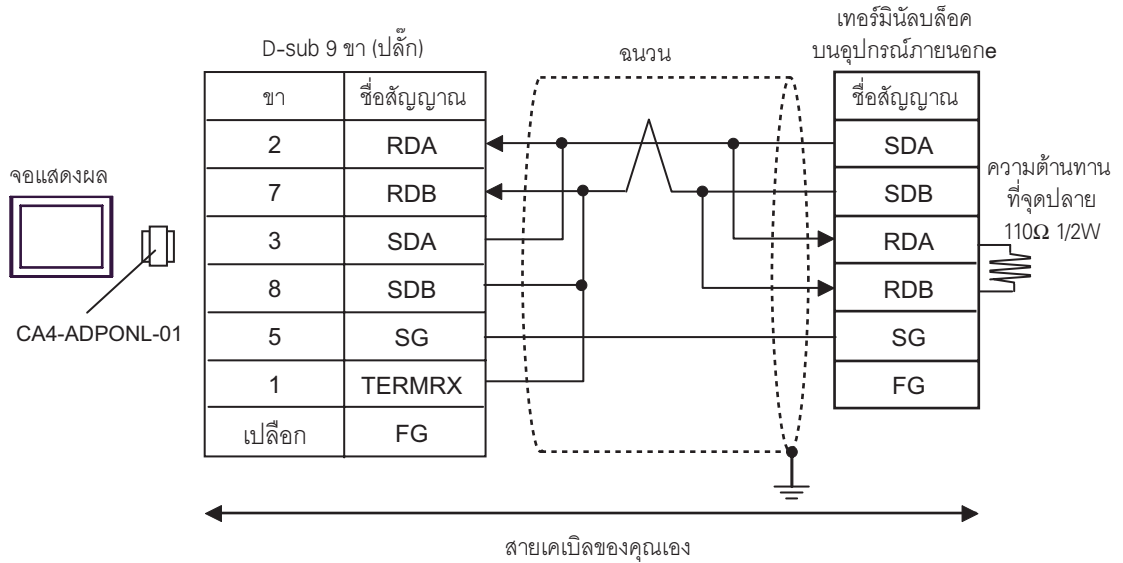 เทอร์มินัลบล็อค
บนอุปกรณ์ภายนอกe
D-sub 9 ขา (ปลั๊ก)
ฉนวน
ขา ชื่อสัญญาณ
ชื่อสัญญาณ
2 RDA
SDA
7 RDB
SDB
3 SDA
RDA
8 SDB
RDB
5 SG
SG
1 TERMRX
FG
เปลือก FG
จอแสดงผล
CA4-ADPONL-01
ความต้านทาน
ที่จุดปลาย
110Ω 1/2W
สายเคเบิลของคุณเอง